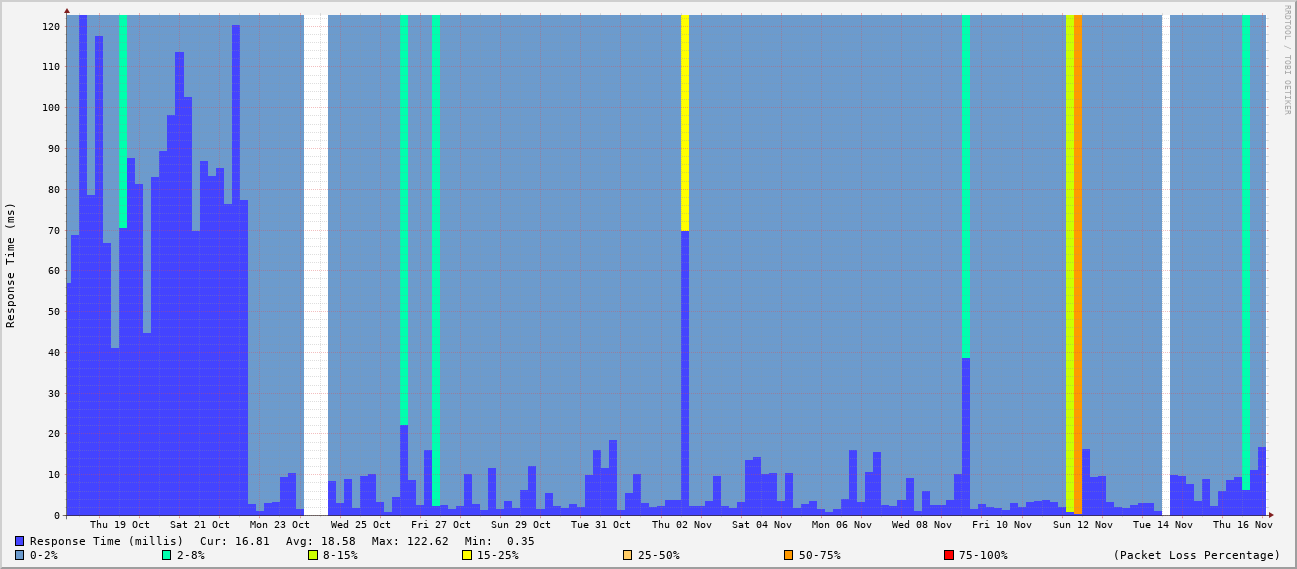 RRDTOOL / TOBI OETIKER
Response Time (ms)
120
110
100
90
80
70
60
50
40
30
20
10
0
Thu 19 Oct Sat 21 Oct Mon 23 Oct Wed 25 Oct Fri 27 Oct Sun 29 Oct Tue 31 Oct Thu 02 Nov Sat 04 Nov Mon 06 Nov Wed 08 Nov Fri 10 Nov Sun 12 Nov Tue 14 Nov Thu 16 Nov
Response Time (millis) Cur: 16.81 Avg: 18.58 Max: 122.62 Min: 0.35
0-2% 2-8% 8-15% 15-25% 25-50% 50-75% 75-100% (Packet Loss Percentage)